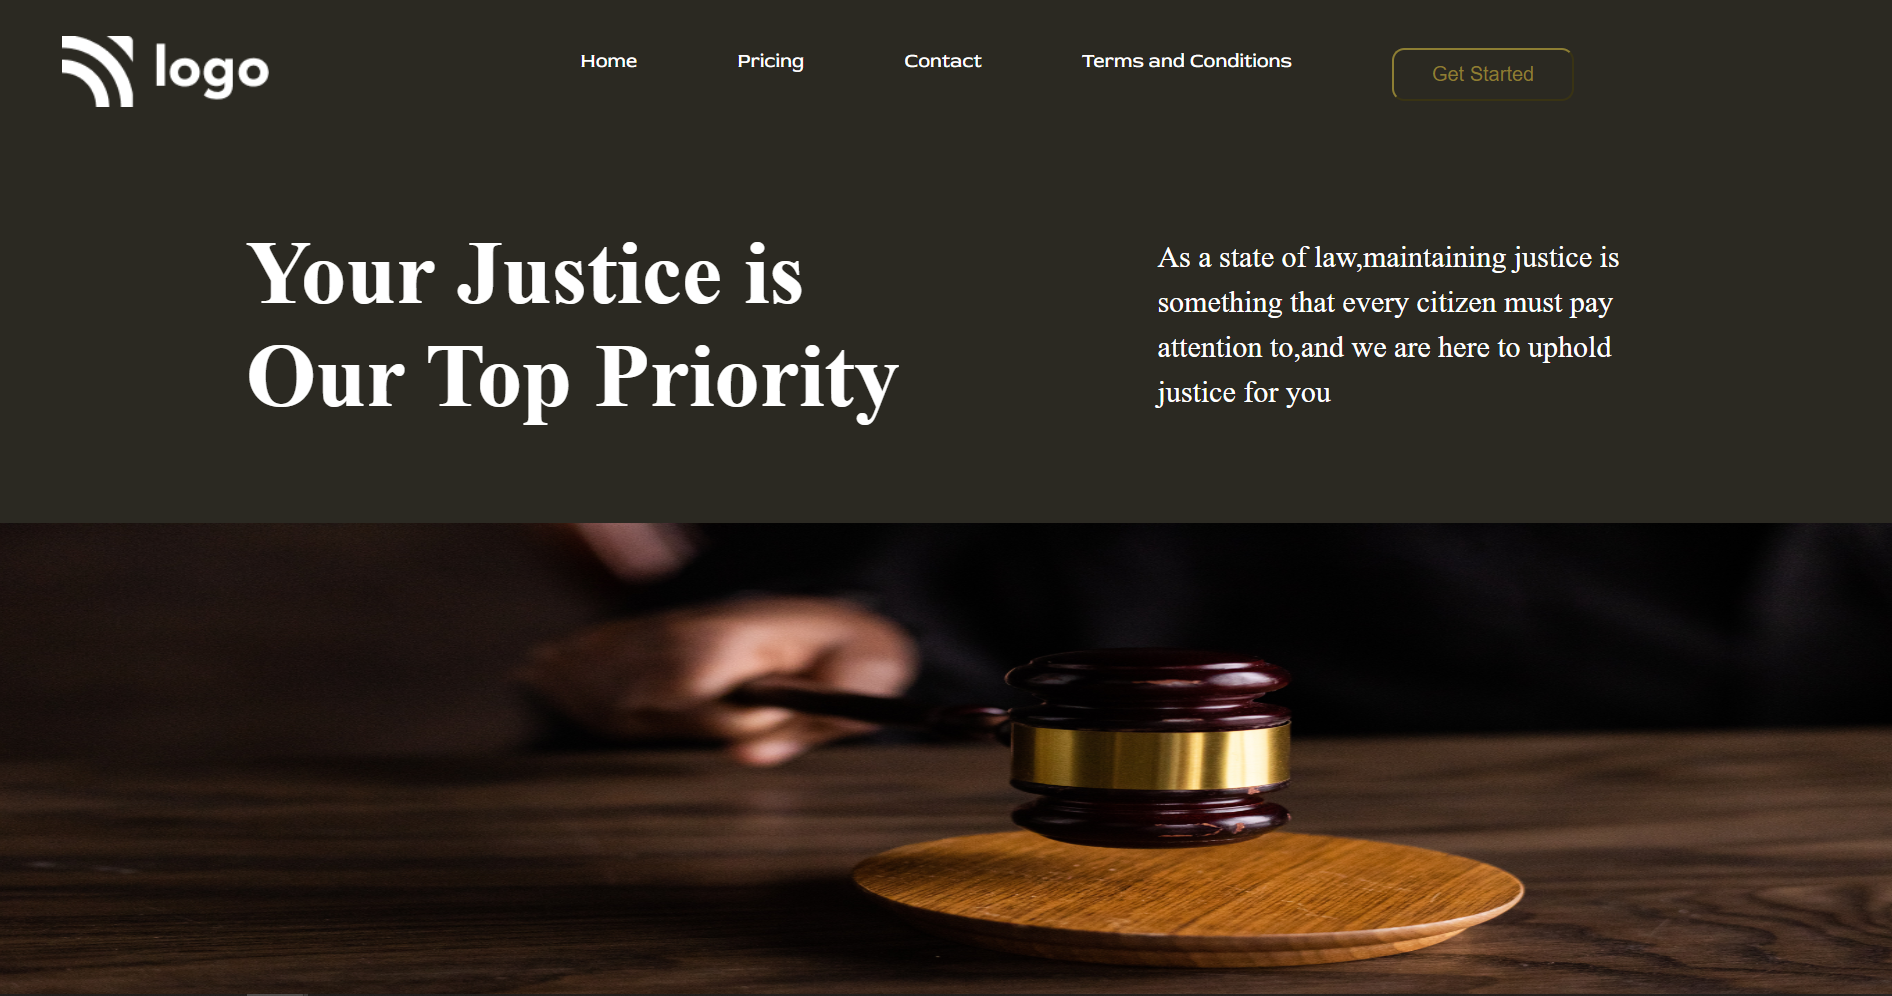 logo
Home
Pricing
Contact
Terms and Conditions
Get Started
Your Justice is
Our Top Priority
As a state of law,maintaining justice is
something that every citizen must pay
attention to,and we are here to uphold
justice for you